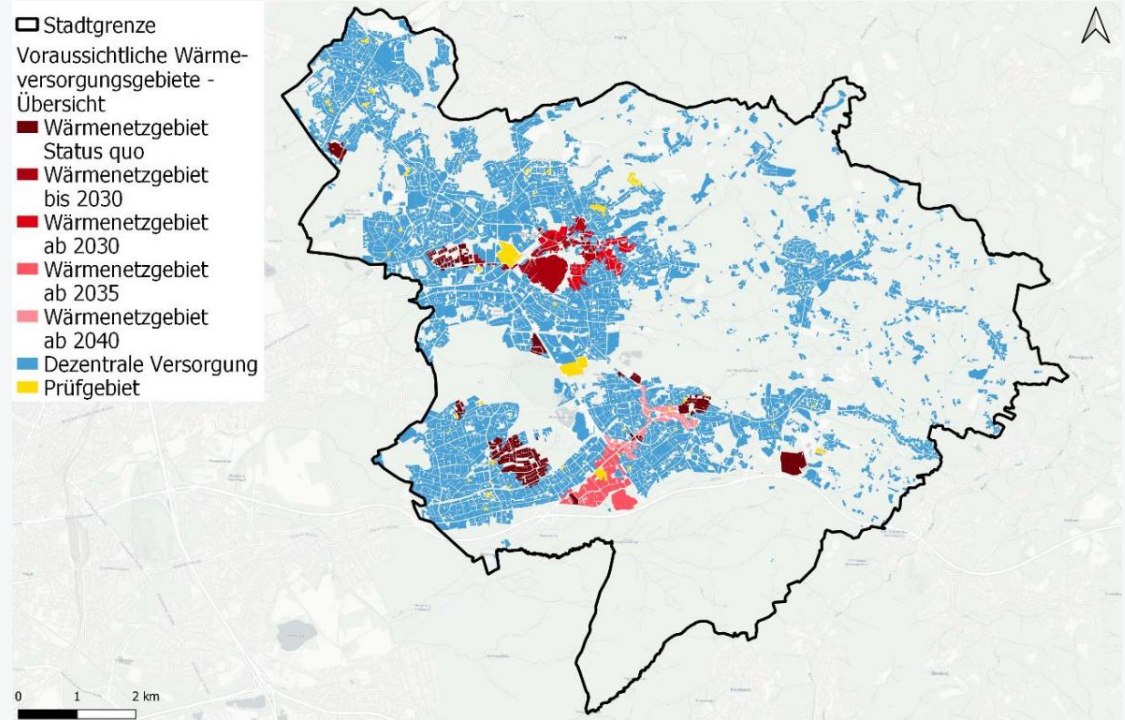 Stadtgrenze
Voraussichtliche Wärme-
versorgungsgebiete -
Übersicht
Wärmenetzgebiet
Status quo
Wärmenetzgebiet
bis 2030
Wärmenetzgebiet
ab 2030
Wärmenetzgebiet
ab 2035
Wärmenetzgebiet
ab 2040
Dezentrale Versorgung
Prüfgebiet
0 1 2 km